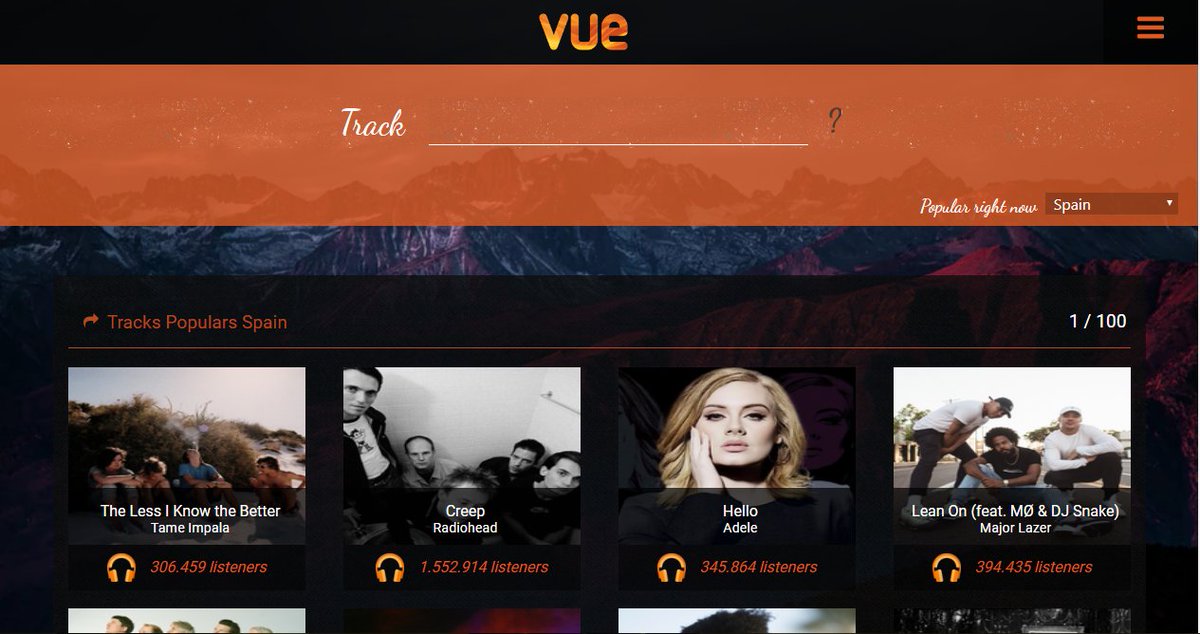 vue
Track
?
Popular right now Spain
Tracks Populars Spain
1 / 100
The Less I Know the Better
Tame Impala
306.459 listeners
Creep
Radiohead
1.552.914 listeners
Hello
Adele
345.864 listeners
Lean On (feat. MØ & DJ Snake)
Major Lazer
394.435 listeners